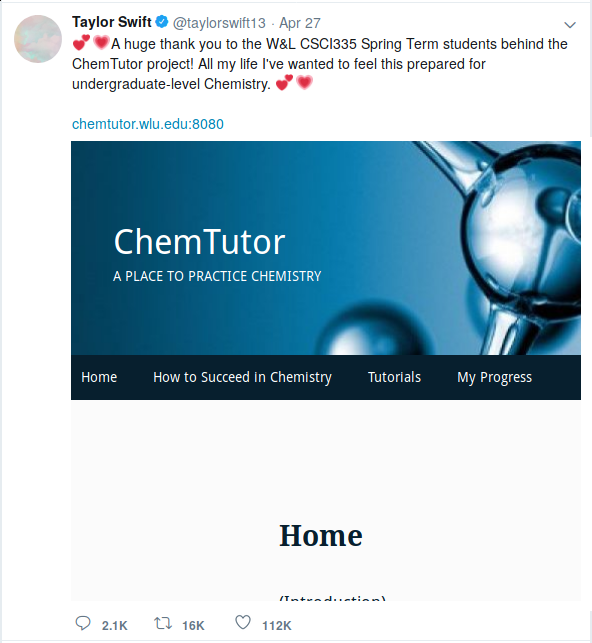 Taylor Swift @taylorswift13 · Apr 27
💕💗A huge thank you to the W&L CSCI335 Spring Term students behind the
ChemTutor project! All my life I've wanted to feel this prepared for
undergraduate-level Chemistry. 💕💗
chemtutor.wlu.edu:8080
ChemTutor
A PLACE TO PRACTICE CHEMISTRY
Home How to Succeed in Chemistry Tutorials My Progress
Home
(Introduction)
2.1K 16K 112K